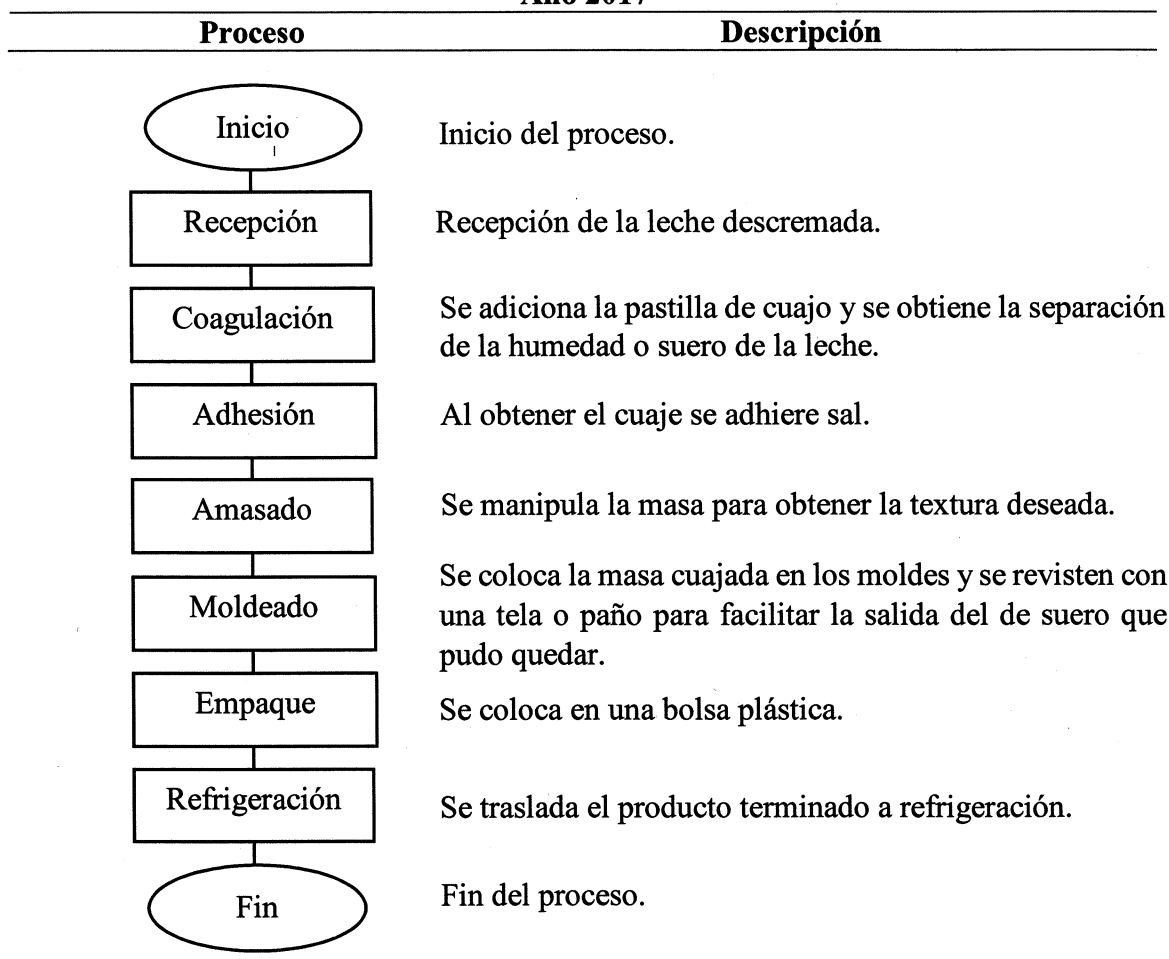 Año 2017
Proceso Descripción
Inicio Inicio del proceso.
Recepción Recepción de la leche descremada.
Coagulación Se adiciona la pastilla de cuajo y se obtiene la separación
de la humedad o suero de la leche.
Adhesión Al obtener el cuaje se adhiere sal.
Amasado Se manipula la masa para obtener la textura deseada.
Moldeado Se coloca la masa cuajada en los moldes y se revisten con
una tela o paño para facilitar la salida del de suero que
pudo quedar.
Empaque Se coloca en una bolsa plástica.
Refrigeración Se traslada el producto terminado a refrigeración.
Fin Fin del proceso.